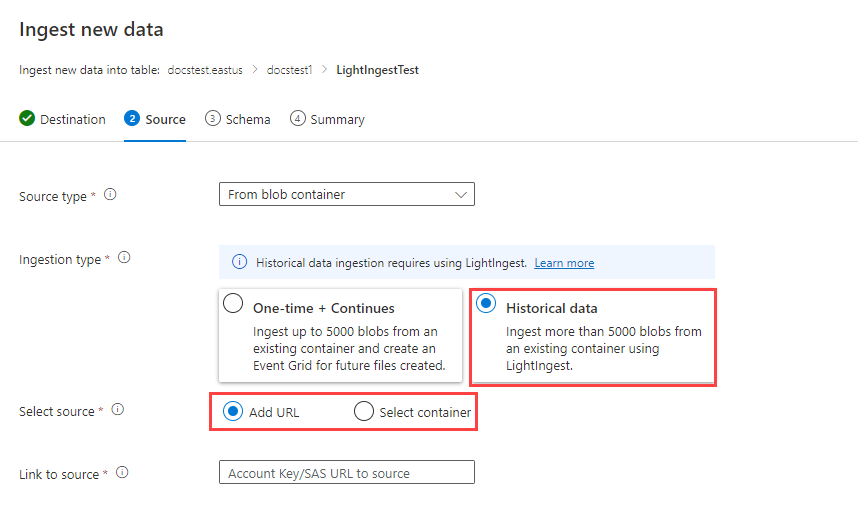 Ingest new data
Ingest new data into table: docstest.eastus > docstest1 > LightIngestTest
Destination 2 Source 3 Schema 4 Summary
Source type * From blob container
Ingestion type * Historical data ingestion requires using LightIngest. Learn more
One-time + Continues
Ingest up to 5000 blobs from an
existing container and create an
Event Grid for future files created.
Historical data
Ingest more than 5000 blobs from
an existing container using
LightIngest.
Select source * Add URL Select container
Link to source * Account Key/SAS URL to source